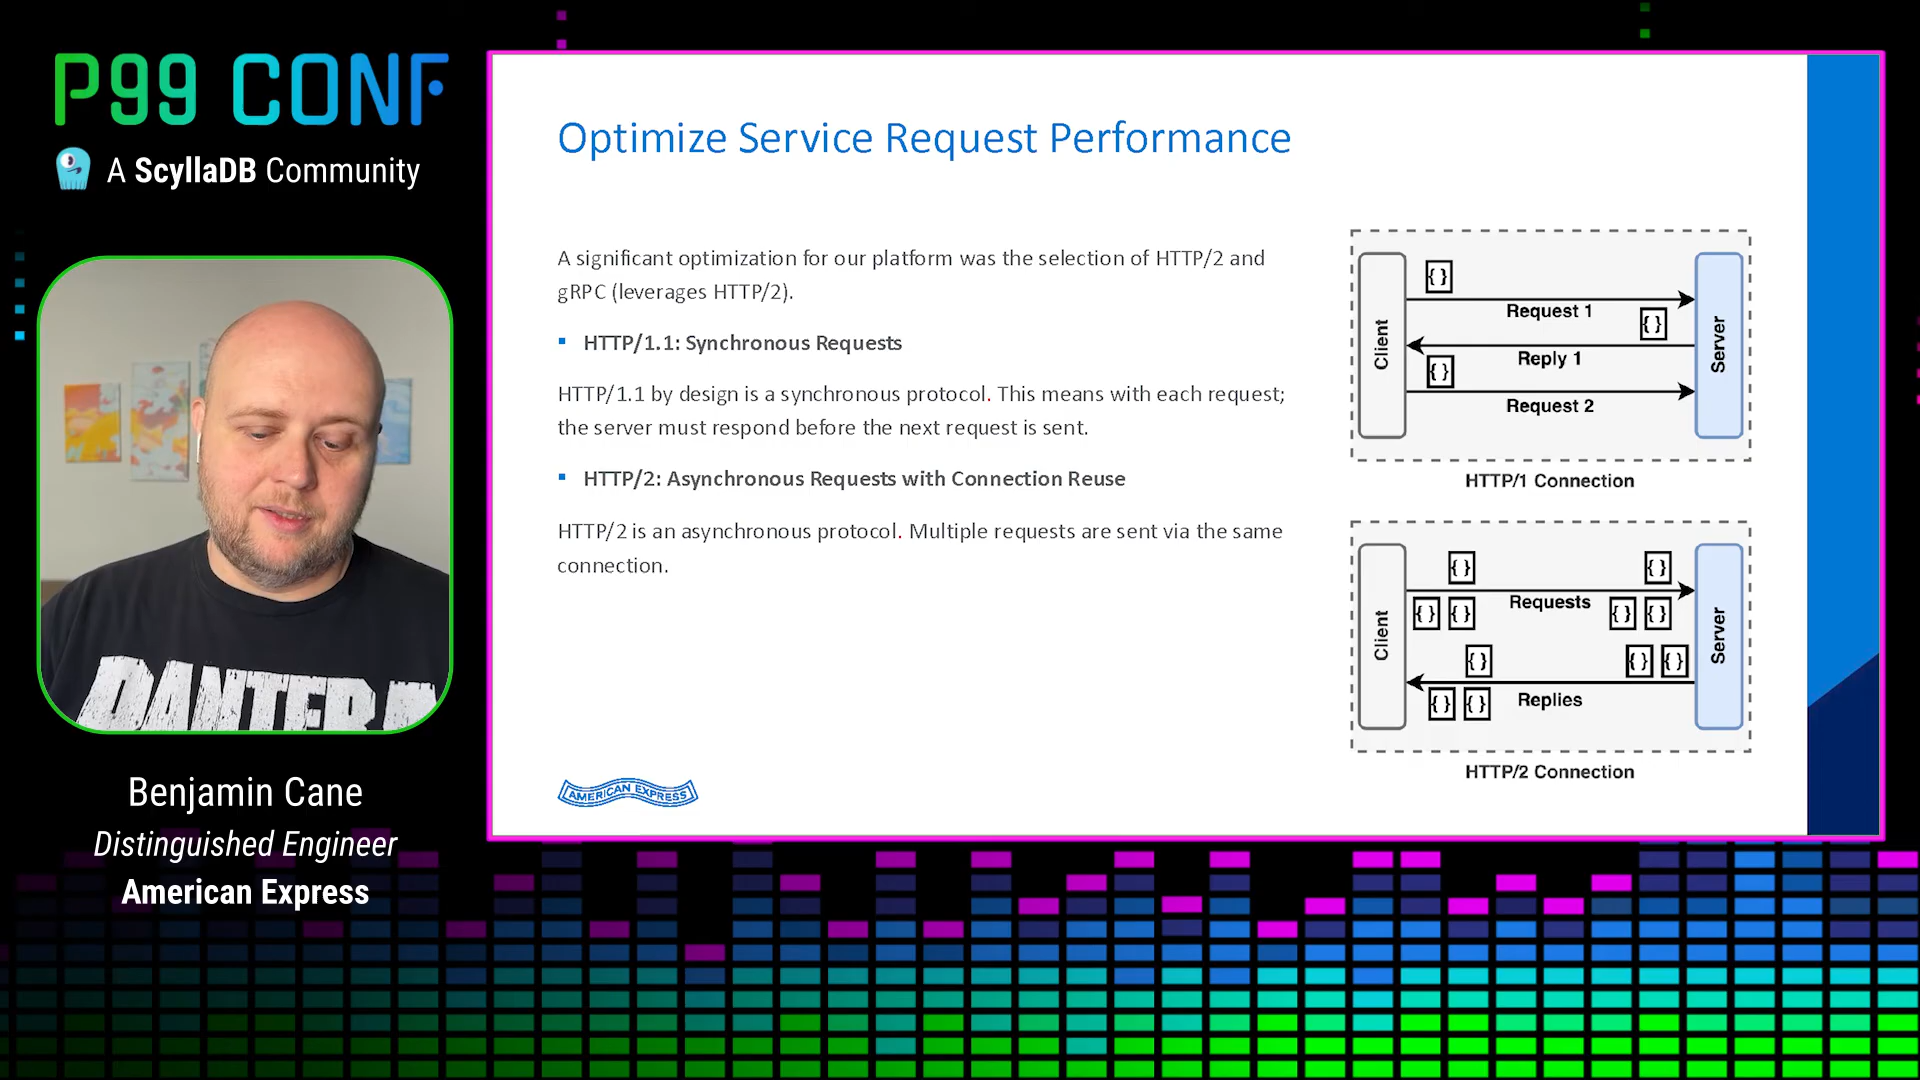 P99 CONF
A ScyllaDB Community
Benjamin Cane
Distinguished Engineer
American Express
Optimize Service Request Performance
A significant optimization for our platform was the selection of HTTP/2 and
gRPC (leverages HTTP/2).
HTTP/1.1: Synchronous Requests
HTTP/1.1 by design is a synchronous protocol. This means with each request;
the server must respond before the next request is sent.
HTTP/2: Asynchronous Requests with Connection Reuse
HTTP/2 is an asynchronous protocol. Multiple requests are sent via the same
connection.
AMERICAN EXPRESS
Client
{ }
Request 1
{ }
Reply 1
{ }
Request 2
Server
HTTP/1 Connection
Client
{ } { }
Requests
{ } { } { } { }
{ } { } { }
Replies
{ } { }
Server
HTTP/2 Connection
PANTERA